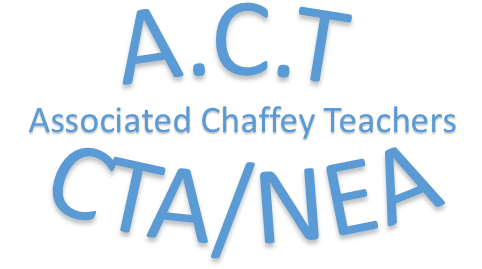 A.C.T
Associated Chaffey Teachers
CTA/NEA